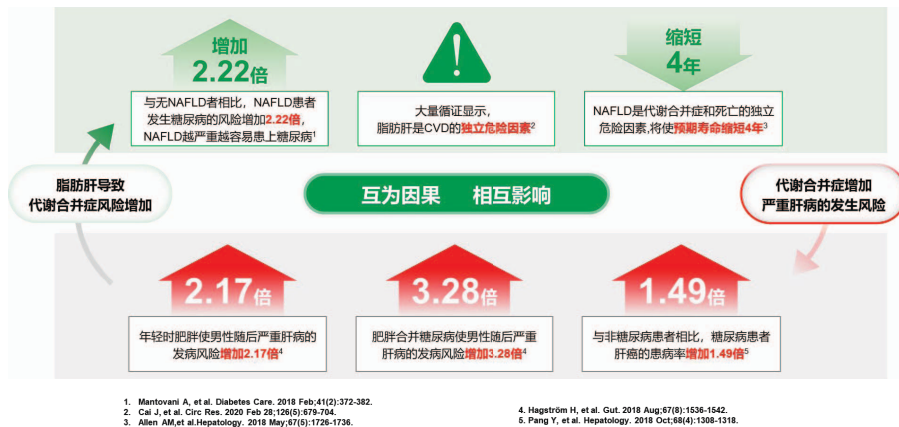 增加
2.22倍
缩短
4年
与无NAFLD者相比，NAFLD患者
发生糖尿病的风险增加2.22倍，
NAFLD越严重越容易患上糖尿病1
大量循证显示，
脂肪肝是CVD的独立危险因素2
NAFLD是代谢合并症和死亡的独立
危险因素,将使预期寿命缩短4年3
脂肪肝导致
代谢合并症风险增加
互为因果 相互影响
代谢合并症增加
严重肝病的发生风险
2.17倍
3.28倍
1.49倍
年轻时肥胖使男性随后严重肝病的
发病风险增加2.17倍4
肥胖合并糖尿病使男性随后严重
肝病的发病风险增加3.28倍4
与非糖尿病患者相比，糖尿病患者
肝癌的患病率增加1.49倍5
1. Mantovani A, et al. Diabetes Care. 2018 Feb;41(2):372-382.
2. Cai J, et al. Circ Res. 2020 Feb 28;126(5):679-704.
3. Allen AM,et al.Hepatology. 2018 May;67(5):1726-1736.
4. Hagström H, et al. Gut. 2018 Aug;67(8):1536-1542.
5. Pang Y, et al. Hepatology. 2018 Oct;68(4):1308-1318.